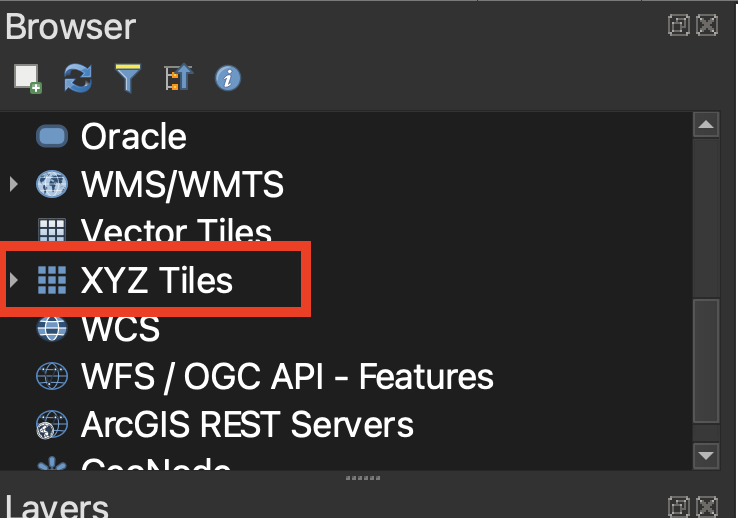 Browser
Oracle
WMS/WMTS
Vector Tiles
XYZ Tiles
WCS
WFS / OGC API - Features
ArcGIS REST Servers
GeoNode
Layers